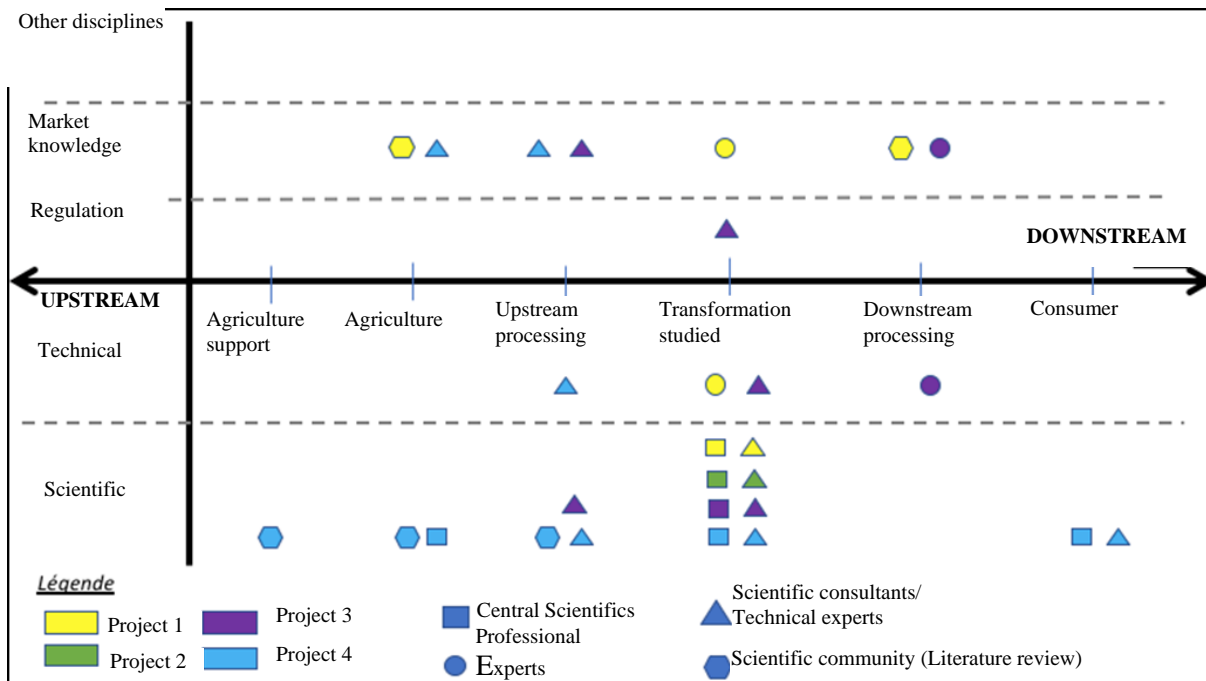 Other disciplines
Market
knowledge
Regulation
DOWNSTREAM
UPSTREAM
Agriculture
support
Agriculture
Upstream
processing
Transformation
studied
Downstream
processing
Consumer
Technical
Scientific
Légende
Project 1
Project 2
Project 3
Project 4
Central Scientifics
Professional
Experts
Scientific consultants/
Technical experts
Scientific community (Literature review)